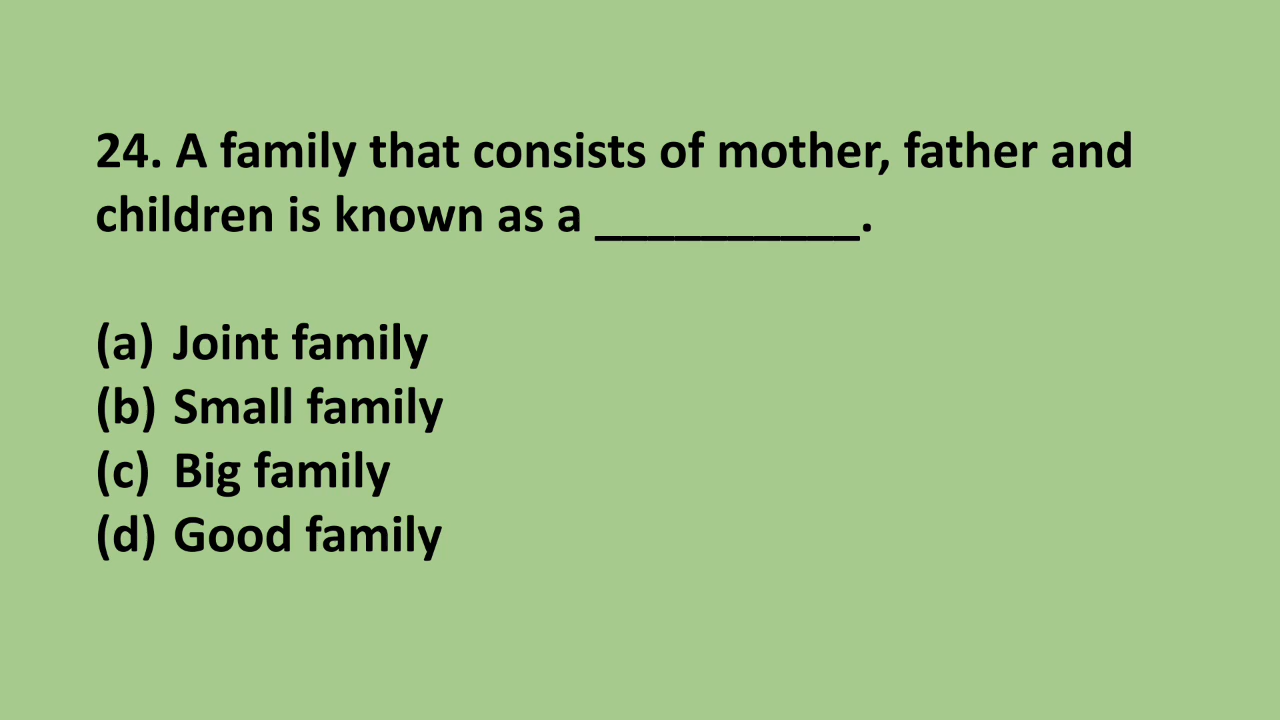 24. A family that consists of mother, father and
children is known as a __________.
(a) Joint family
(b) Small family
(c) Big family
(d) Good family